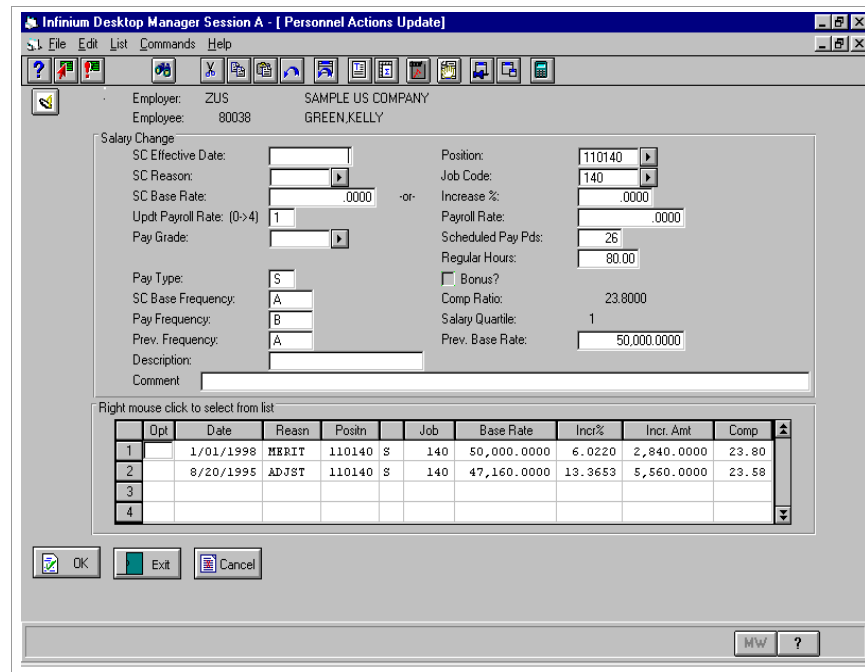 Infinium Desktop Manager Session A - [ Personnel Actions Update]
File Edit List Commands Help
Employer: ZUS SAMPLE US COMPANY
Employee: 80038 GREEN,KELLY
Salary Change
SC Effective Date: Position: 110140
SC Reason: Job Code: 140
SC Base Rate: .0000 -or- Increase %: .0000
Updt Payroll Rate: (0->4) 1 Payroll Rate: .0000
Pay Grade: Scheduled Pay Pds: 26
Regular Hours: 80.00
Pay Type: S Bonus?
SC Base Frequency: A Comp Ratio: 23.8000
Pay Frequency: B Salary Quartile: 1
Prev. Frequency: A Prev. Base Rate: 50,000.0000
Description:
Comment
Right mouse click to select from list
Opt Date Reasn Positn Job Base Rate Incr% Incr. Amt Comp
1 1/01/1998 MERIT 110140 S 140 50,000.0000 6.0220 2,840.0000 23.80
2 8/20/1995 ADJST 110140 S 140 47,160.0000 13.3653 5,560.0000 23.58
3
4
OK Exit Cancel
MW ?